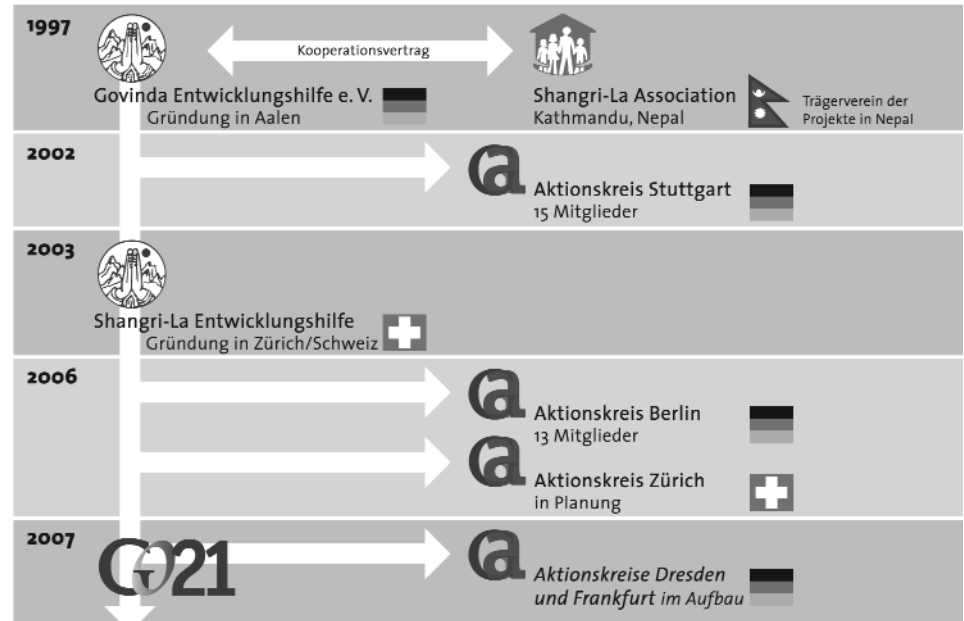 1997
Kooperationsvertrag
Govinda Entwicklungshilfe e. V.
Gründung in Aalen
Shangri-La Association
Kathmandu, Nepal
Trägerverein der
Projekte in Nepal
2002
a
Aktionskreis Stuttgart
15 Mitglieder
2003
Shangri-La Entwicklungshilfe
Gründung in Zürich/Schweiz
2006
a
Aktionskreis Berlin
13 Mitglieder
a
Aktionskreis Zürich
in Planung
2007
GO21
a
Aktionskreise Dresden
und Frankfurt im Aufbau